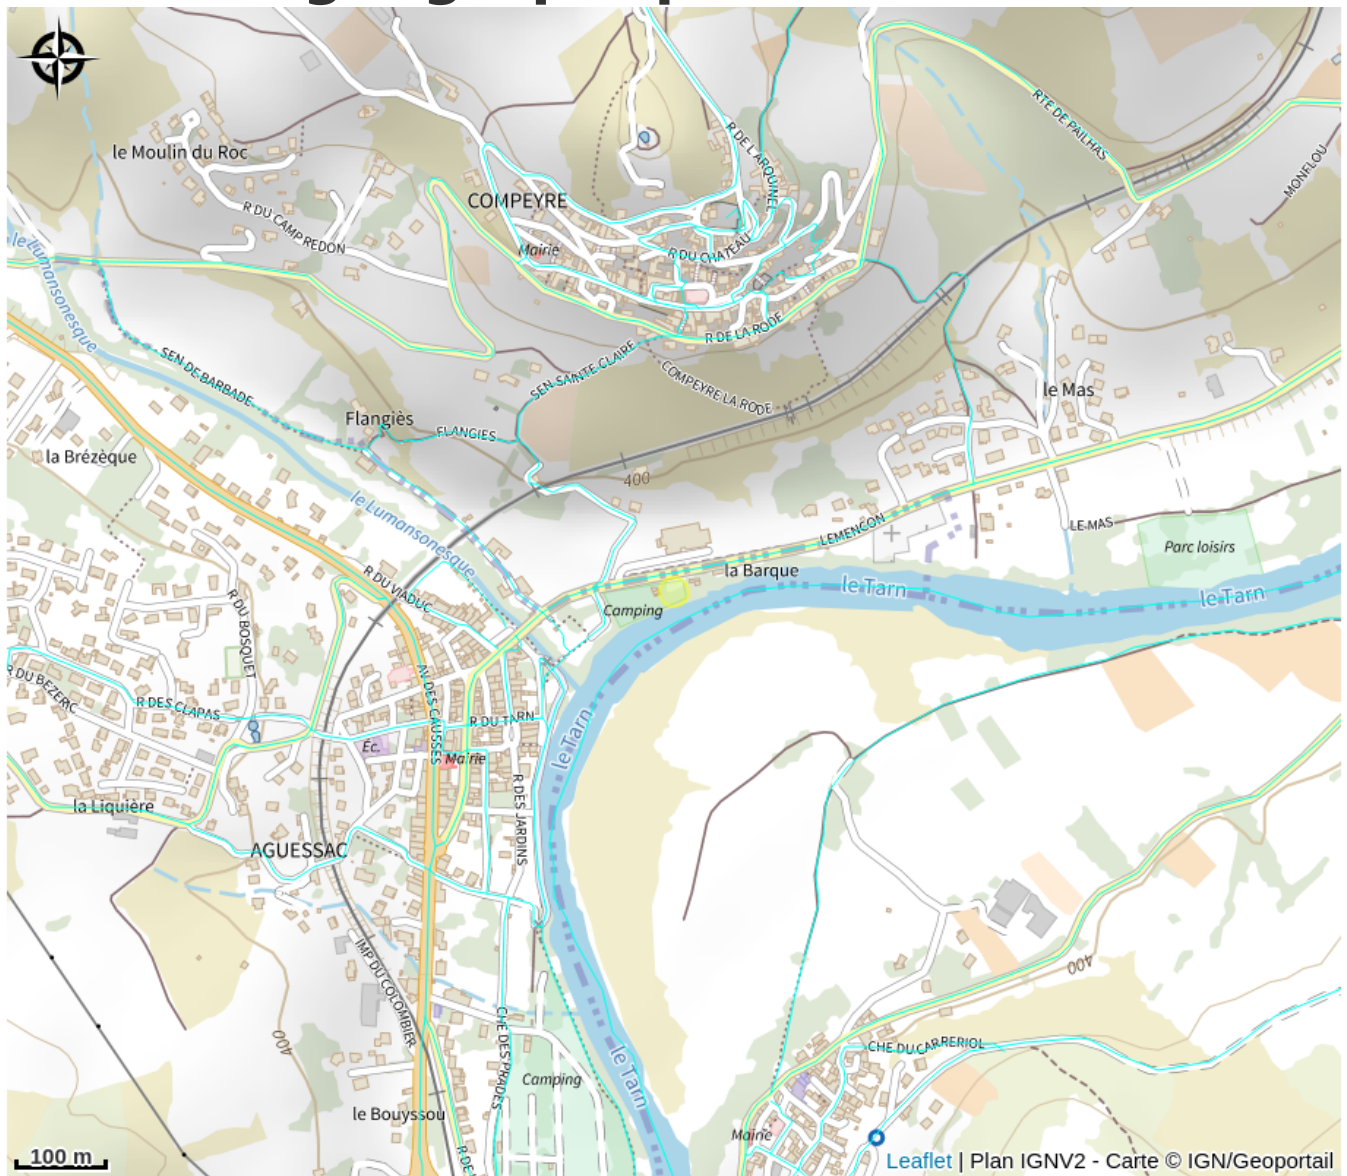 R DE L'ARQUINEL
RTE DE PAILHAS
MONFLOU
le Moulin du Roc
COMPEYRE
R DU CAMPREDON
Mairie
R DU CHATEAU
le Lumansonesque
R DE LA RODE
SEN DE BARBADE
SEN SAINTE CLAIRE
COMPEYRE LA RODE
le Mas
Flangiès
FLANGIES
la Brézèque
400
le Lumansonesque
LEMENCON
LE MAS
Parc loisirs
la Barque
le Tarn
le Tarn
R DU VIADUC
Camping
R DU BOSQUET
R DU BEZERC
R DES CLAPAS
AV DES CAUSSES
R DU TARN
le Tarn
Éc.
Mairie
R DES JARDINS
la Liquière
AGUESSAC
IMP DU COLOMBIER
400
400
CHE DES PRADES
CHE DU CARRERIOL
le Tarn
Camping
le Bouyssou
Mairie
R DE
100 m
Leaflet | Plan IGNV2 - Carte © IGN/Geoportail